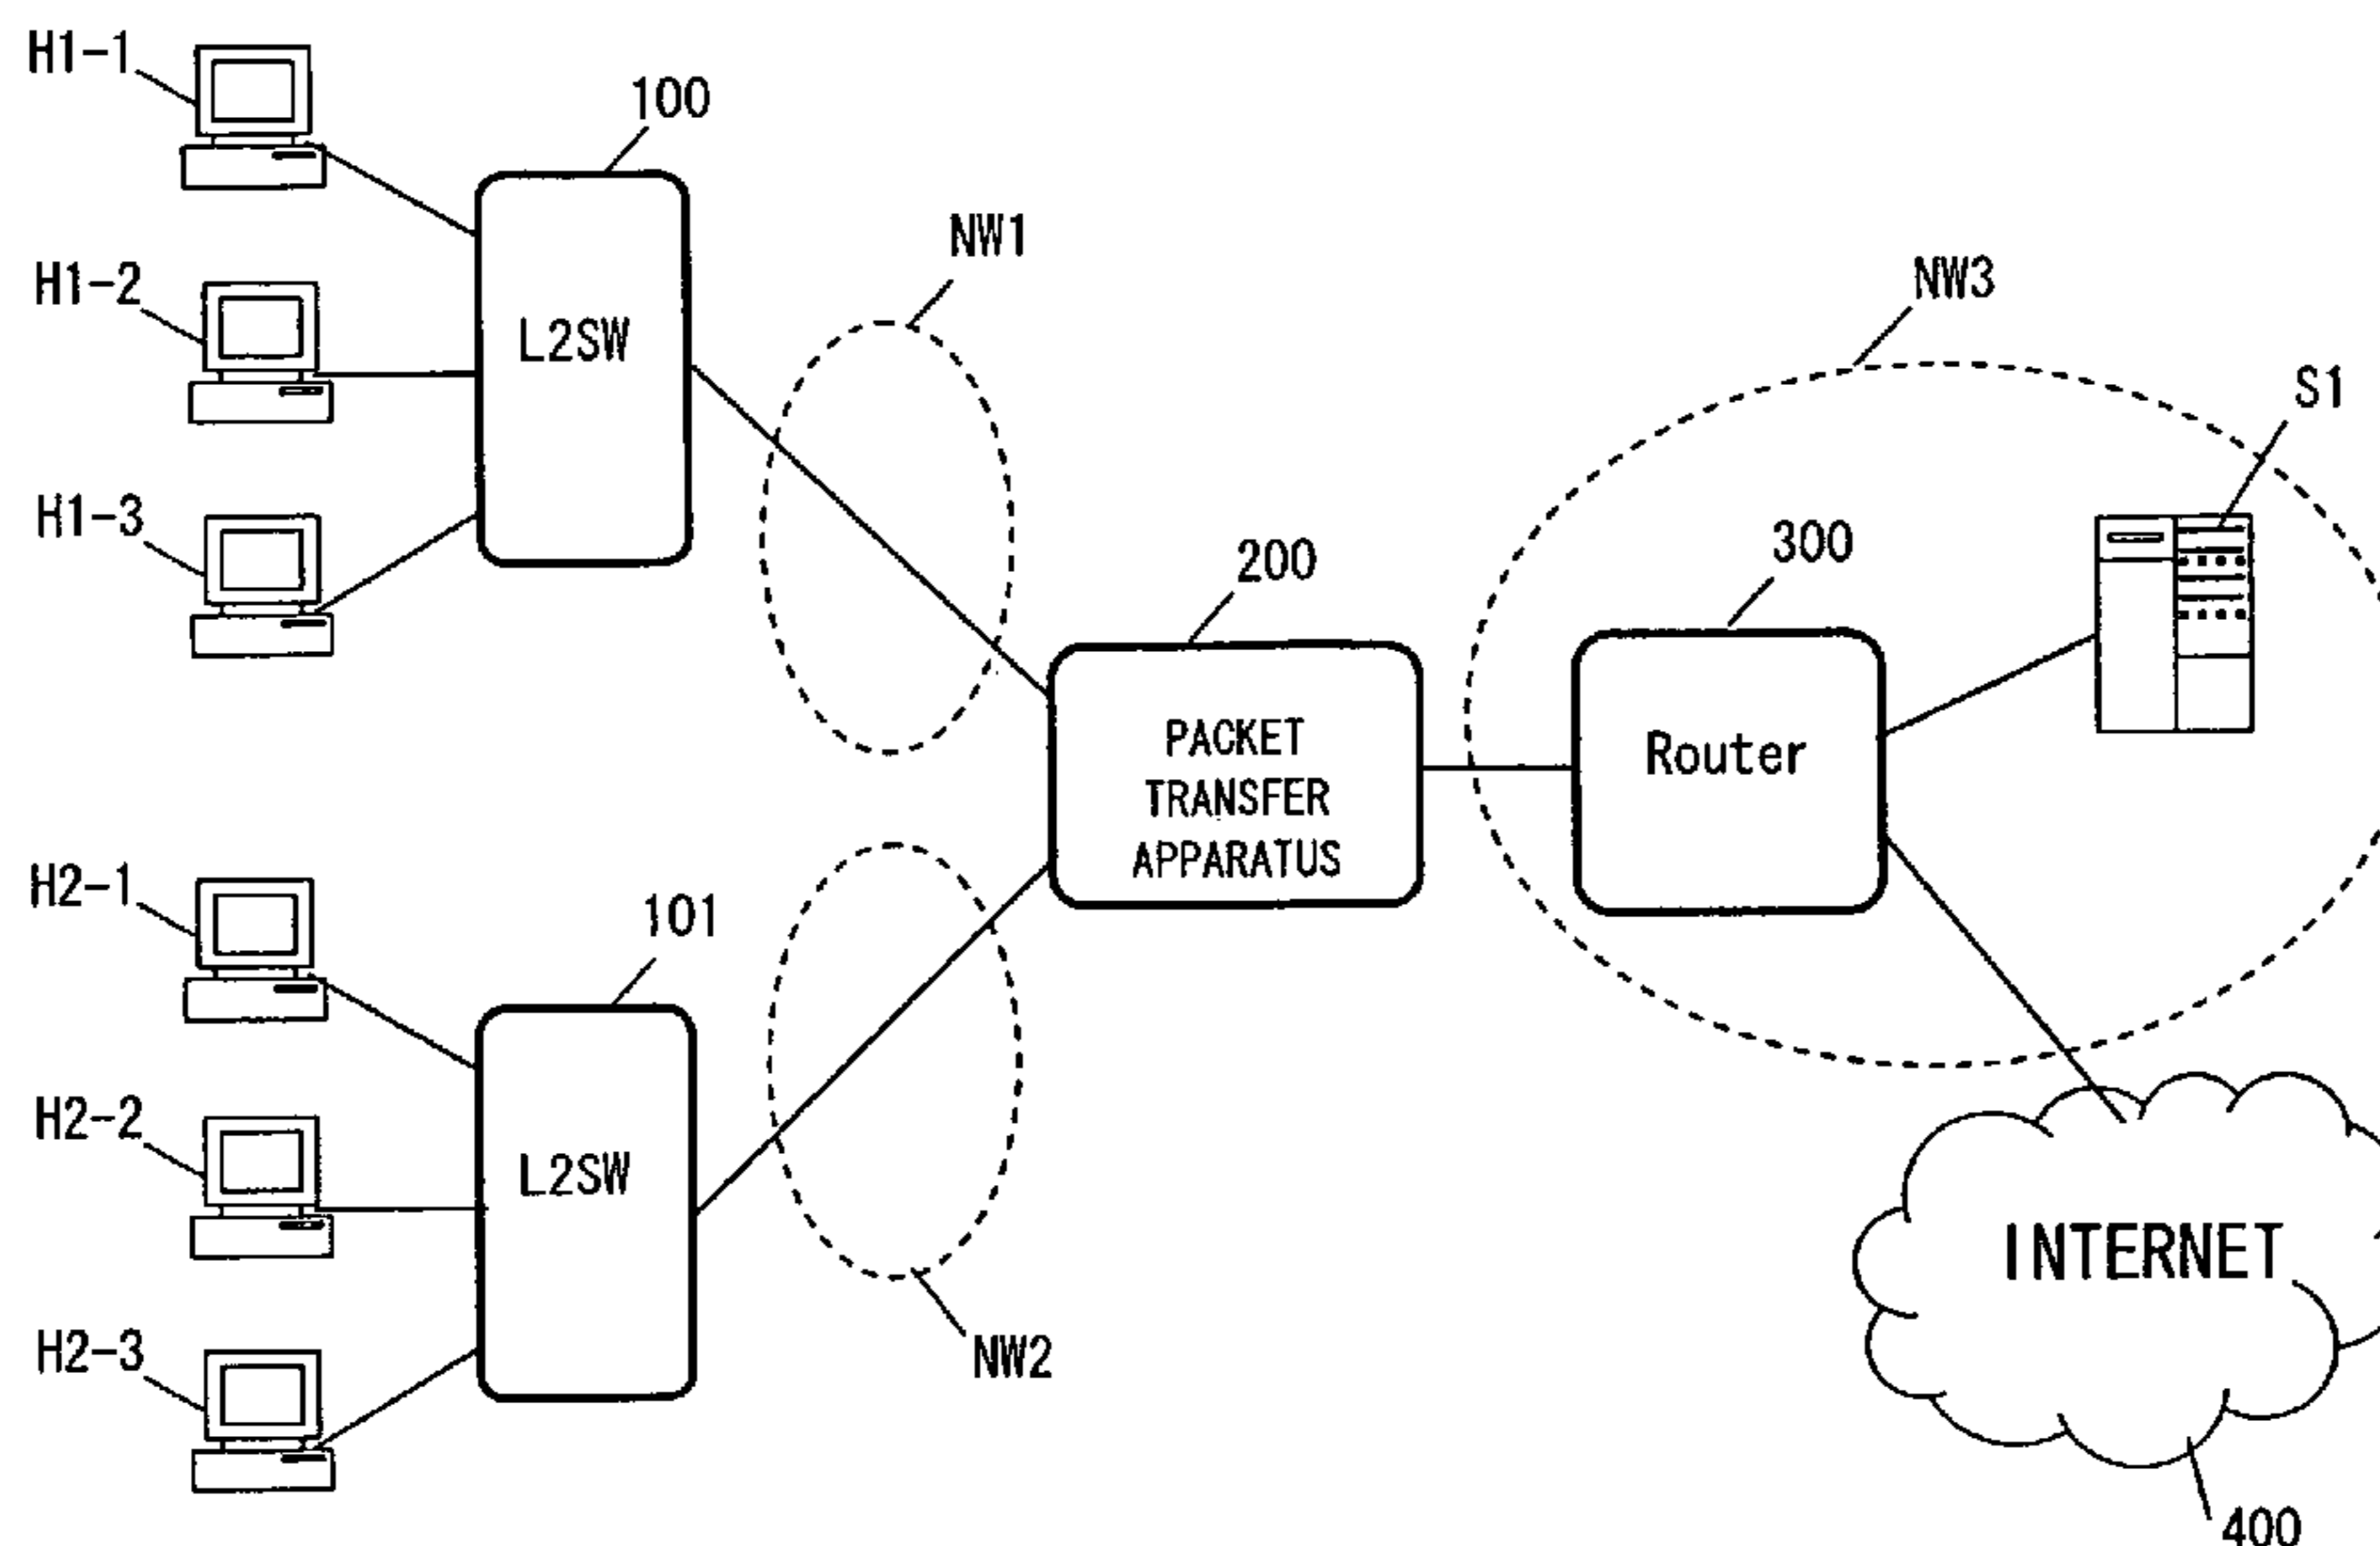 H1-1
100
H1-2
L2SW
NW1
NW3
H1-3
S1
200
300
PACKET
TRANSFER
APPARATUS
Router
H2-1
101
H2-2
L2SW
H2-3
NW2
INTERNET
400